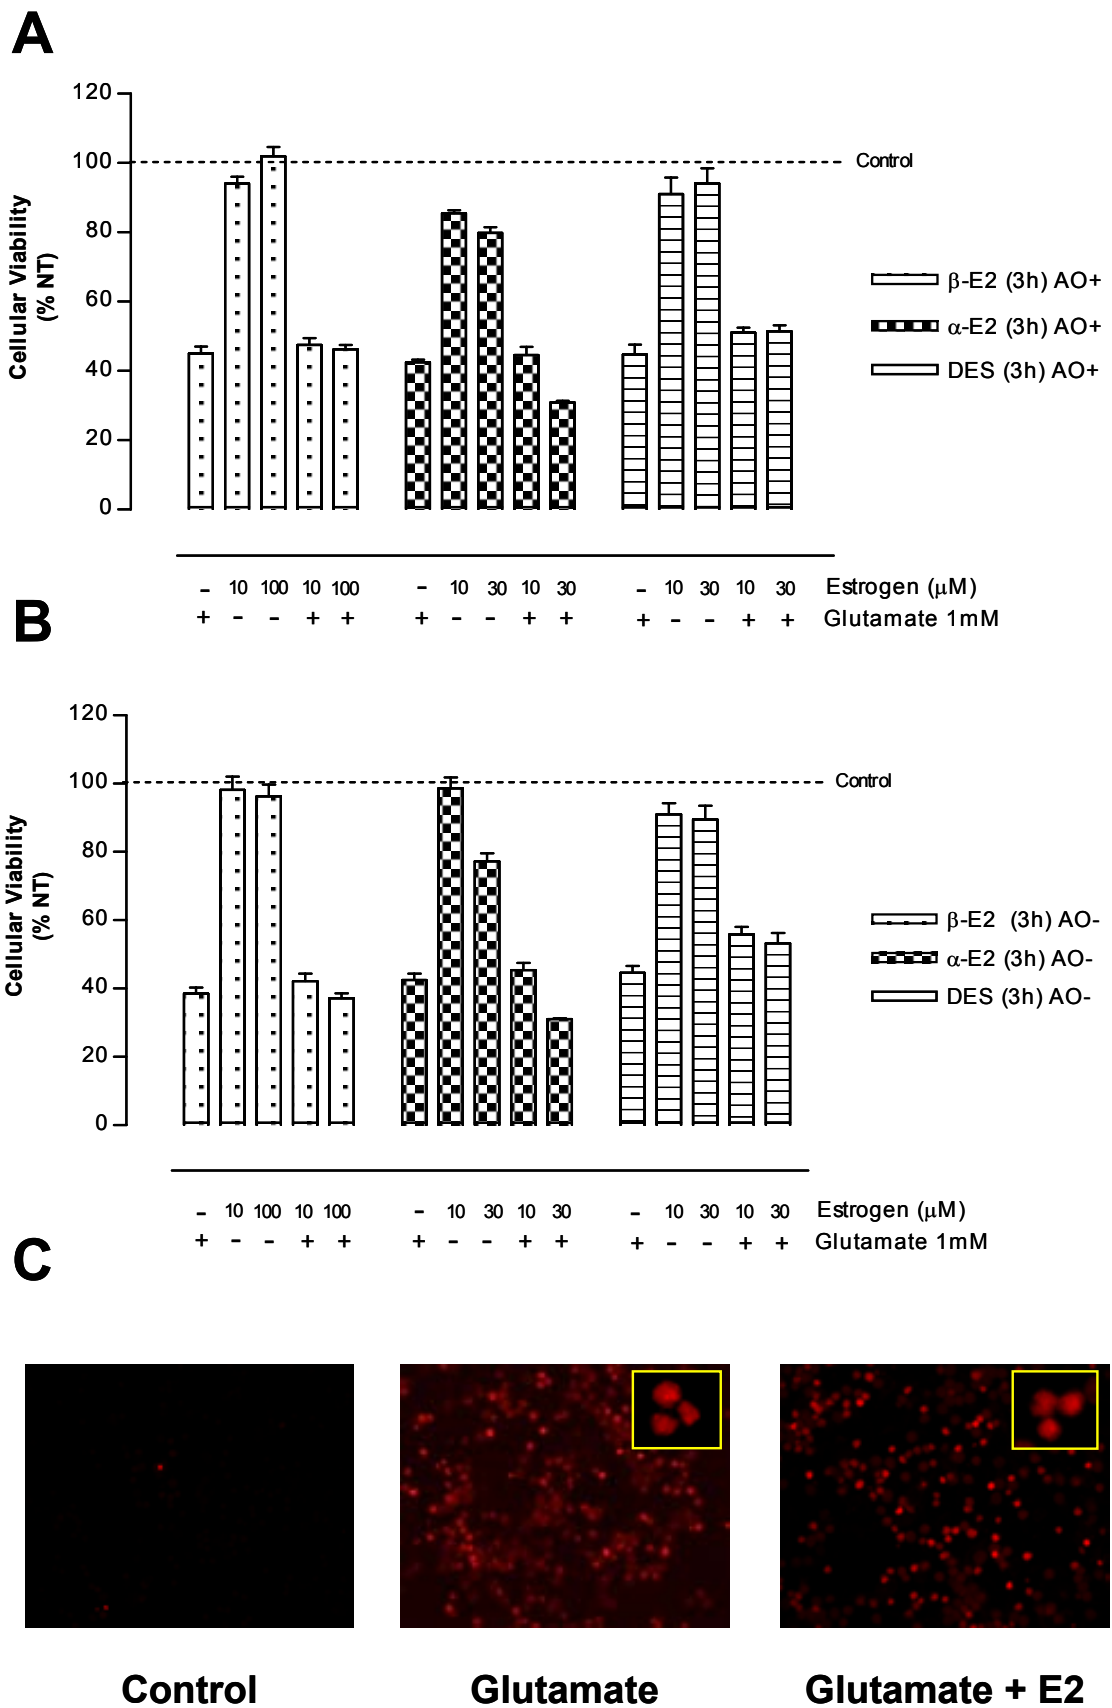 A
120
100
80
60
40
20
0
Cellular Viability
(% NT)
Control
β-E2 (3h) AO+
α-E2 (3h) AO+
DES (3h) AO+
– 10 100 10 100 – 10 30 10 30 – 10 30 10 30 Estrogen (μM)
+ – – + + + – – + + + – – + + Glutamate 1mM
B
120
100
80
60
40
20
0
Cellular Viability
(% NT)
Control
β-E2 (3h) AO-
α-E2 (3h) AO-
DES (3h) AO-
– 10 100 10 100 – 10 30 10 30 – 10 30 10 30 Estrogen (μM)
+ – – + + + – – + + + – – + + Glutamate 1mM
C
Control Glutamate Glutamate + E2